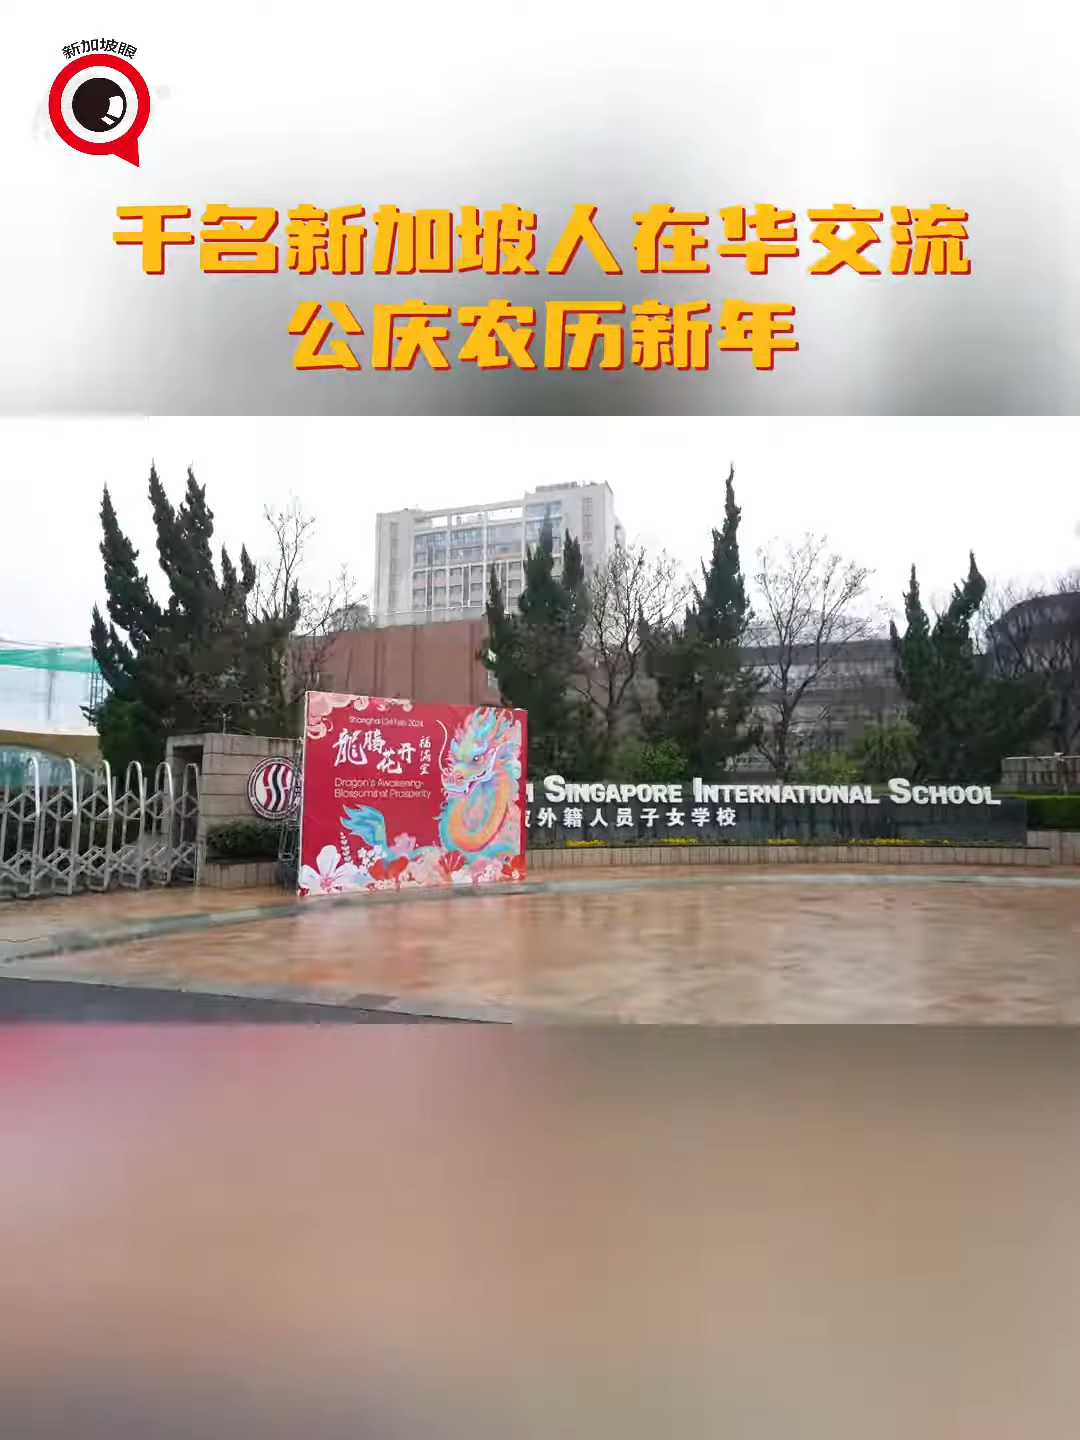 新加坡眼
千名新加坡人在华交流
公庆农历新年
Shanghai | 24 Feb 2024
龍腾花开
福满堂
Dragon's Awakening
Blossoms of Prosperity
SINGAPORE INTERNATIONAL SCHOOL
外籍人员子女学校